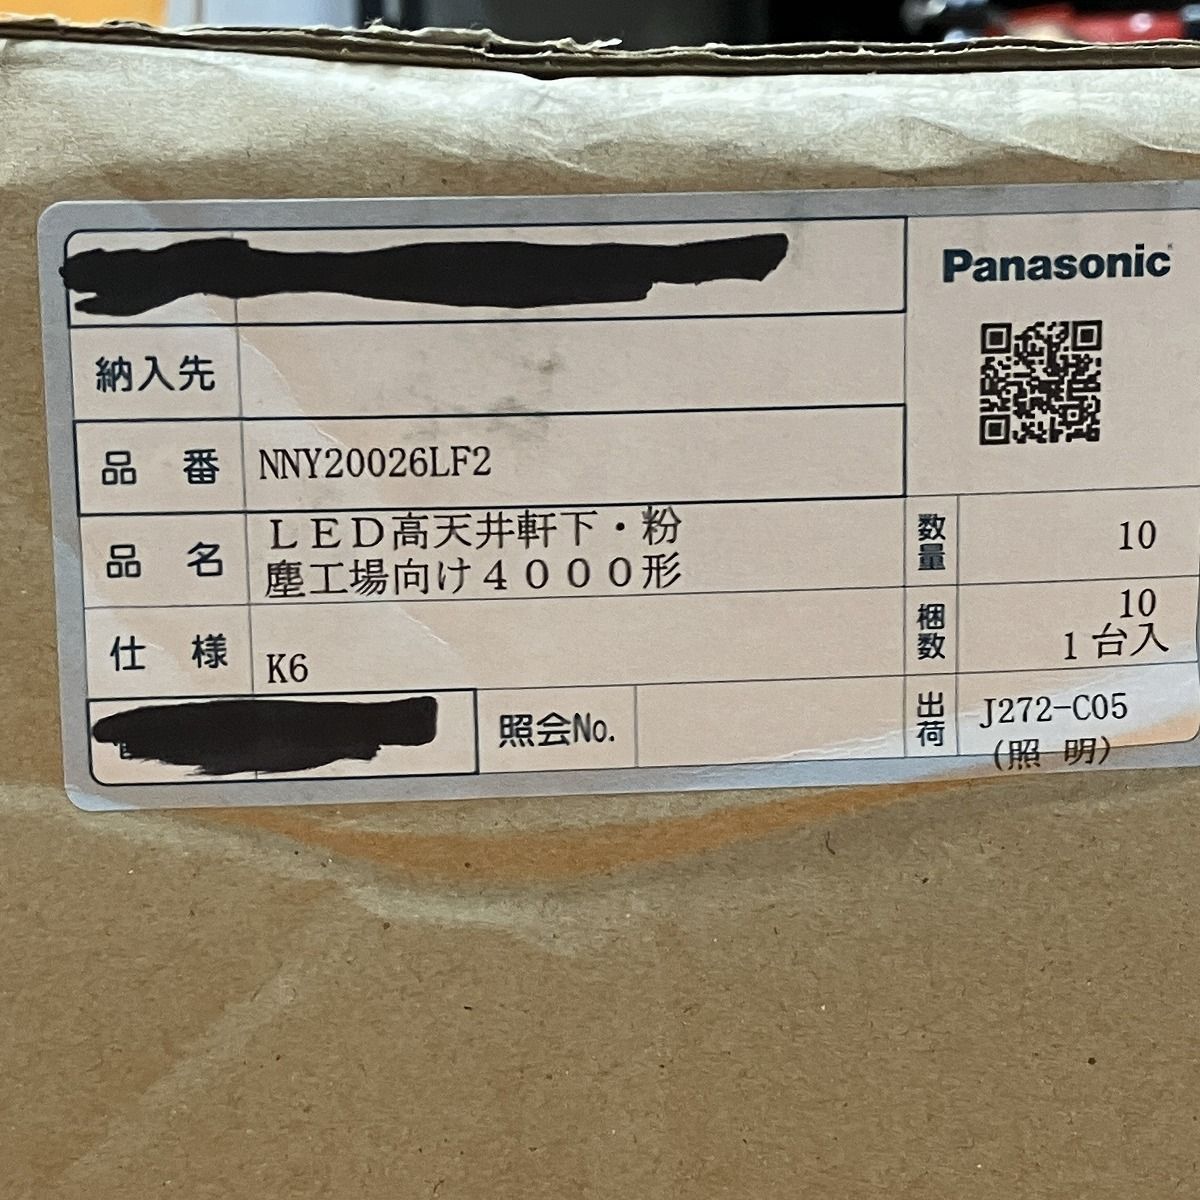 Panasonic
納入先
品番 NNY20026LF2
品名 ＬＥＤ高天井軒下・粉
塵工場向け４０００形
数量 10
仕様 K6
梱数 10
1台入
照会No.
出荷 J272-C05
(照 明)